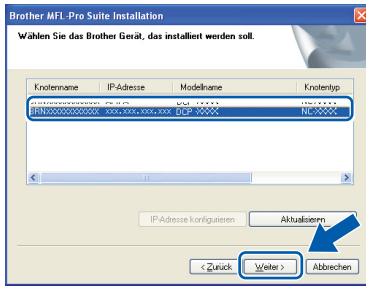 Brother MFL-Pro Suite Installation
Wählen Sie das Brother Gerät, das installiert werden soll.
Knotenname IP-Adresse Modellname Knotentyp
BRNXXXXXXXXXXXX xxx.xxx.xxx.xxx DCP-XXXX NC-XXXX
IP-Adresse konfigurieren Aktualisieren
< Zurück Weiter > Abbrechen